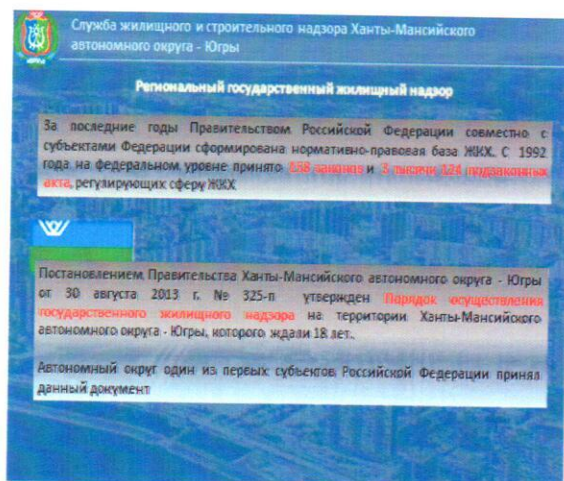 Служба жилищного и строительного надзора Ханты-Мансийского
автономного округа - Югры
Региональный государственный жилищный надзор
За последние годы Правительством Российской Федерации совместно с
субъектами Федерации сформирована нормативно-правовая база ЖКХ. С 1992
года на федеральном уровне принято законов и 3 тысячи 124 подзаконных
акта, регулирующих сферу ЖКХ
Постановлением Правительства Ханты-Мансийского автономного округа - Югры
от 30 августа 2013 г. № 325-п утвержден Порядок осуществления
государственного жилищного надзора на территории Ханты-Мансийского
автономного округа - Югры, которого ждали 18 лет.
Автономный округ один из первых субъектов Российской Федерации принял
данный документ